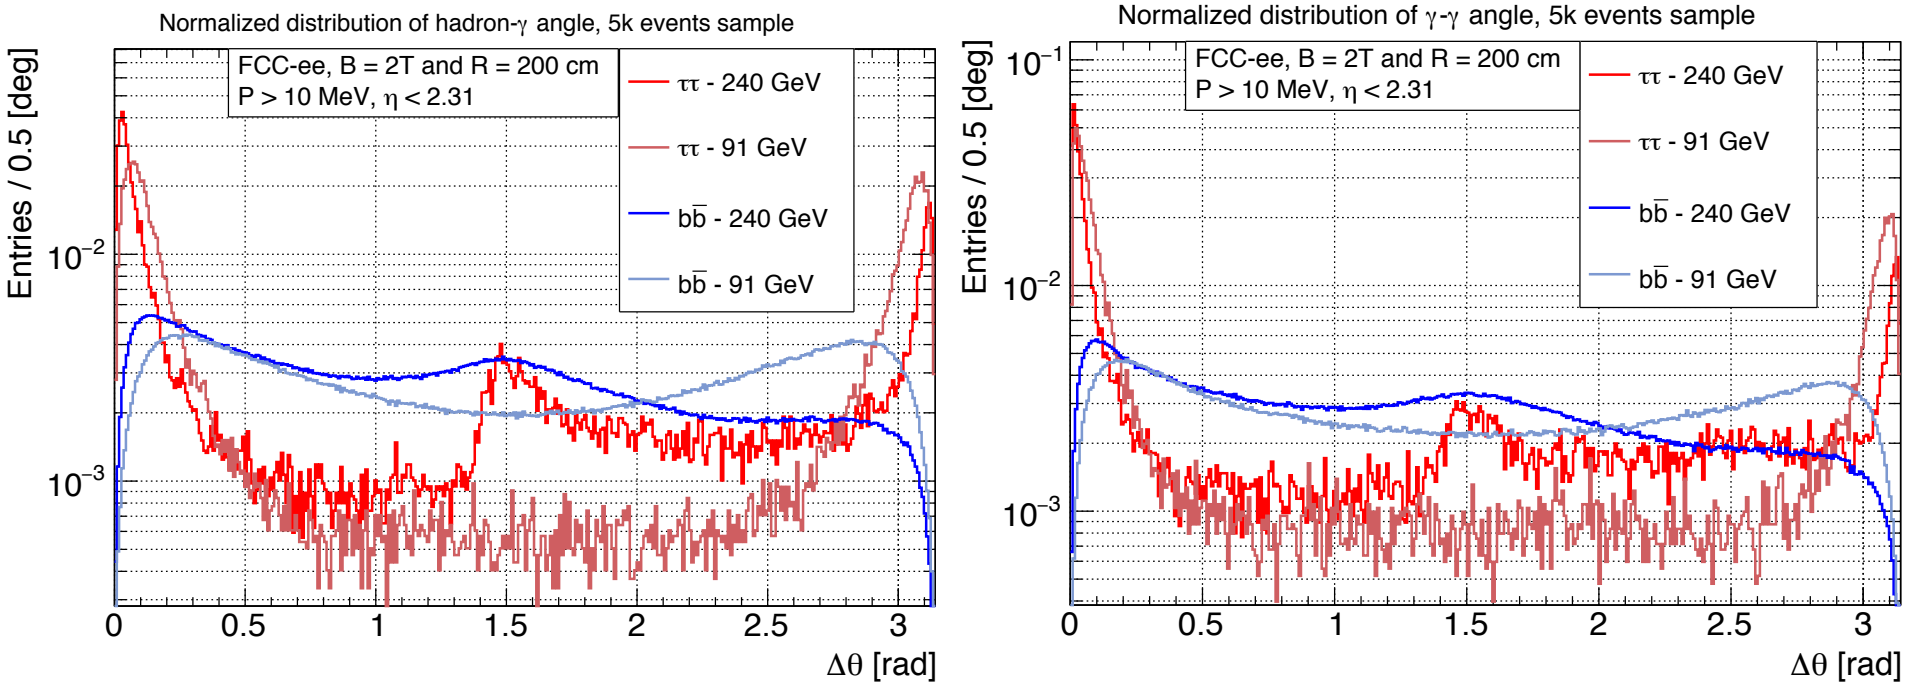 Normalized distribution of hadron-γ angle, 5k events sample
Entries / 0.5 [deg]
FCC-ee, B = 2T and R = 200 cm
P > 10 MeV, η < 2.31
ττ - 240 GeV
ττ - 91 GeV
bb̅ - 240 GeV
bb̅ - 91 GeV
10⁻²
10⁻³
0 0.5 1 1.5 2 2.5 3
Δθ [rad]
Normalized distribution of γ-γ angle, 5k events sample
Entries / 0.5 [deg]
FCC-ee, B = 2T and R = 200 cm
P > 10 MeV, η < 2.31
ττ - 240 GeV
ττ - 91 GeV
bb̅ - 240 GeV
bb̅ - 91 GeV
10⁻¹
10⁻²
10⁻³
0 0.5 1 1.5 2 2.5 3
Δθ [rad]